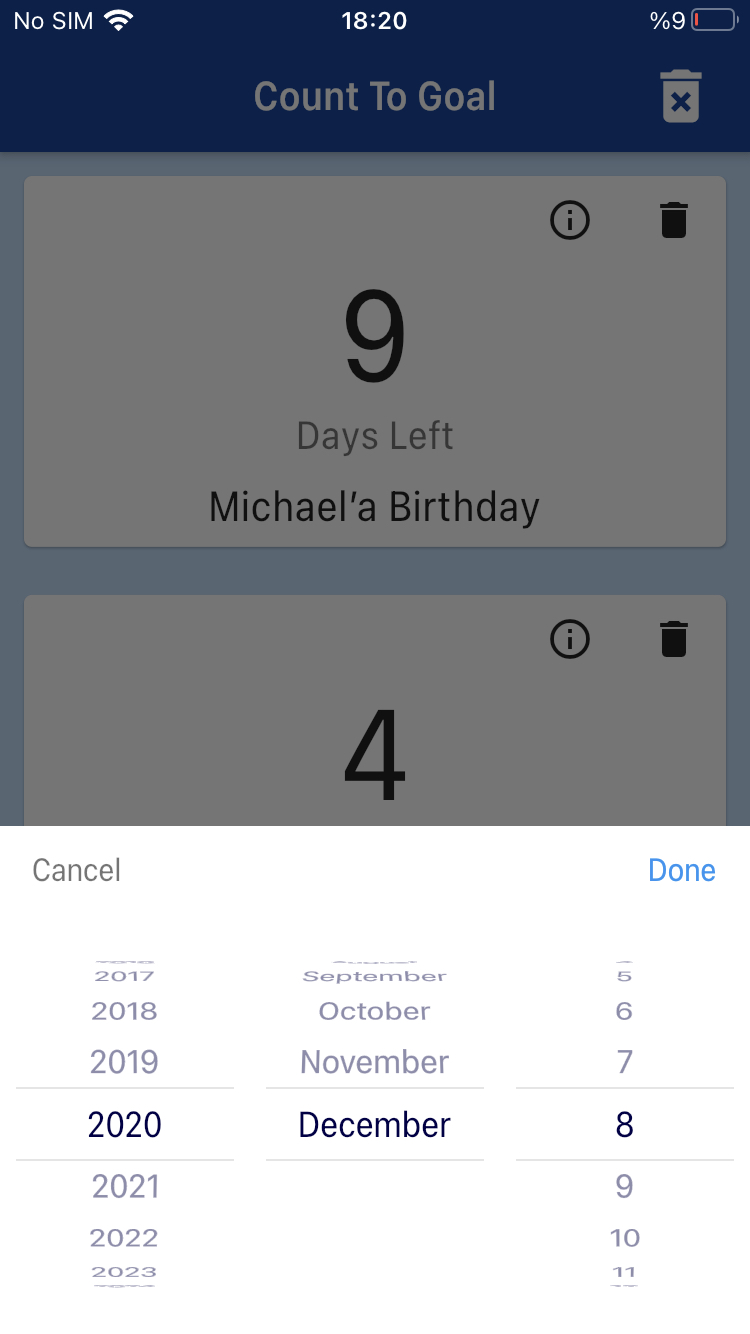 No SIM 18:20 %9
Count To Goal
9
Days Left
Michael'a Birthday
4
Cancel Done
2017 September 5
2018 October 6
2019 November 7
2020 December 8
2021 9
2022 10
2023 11